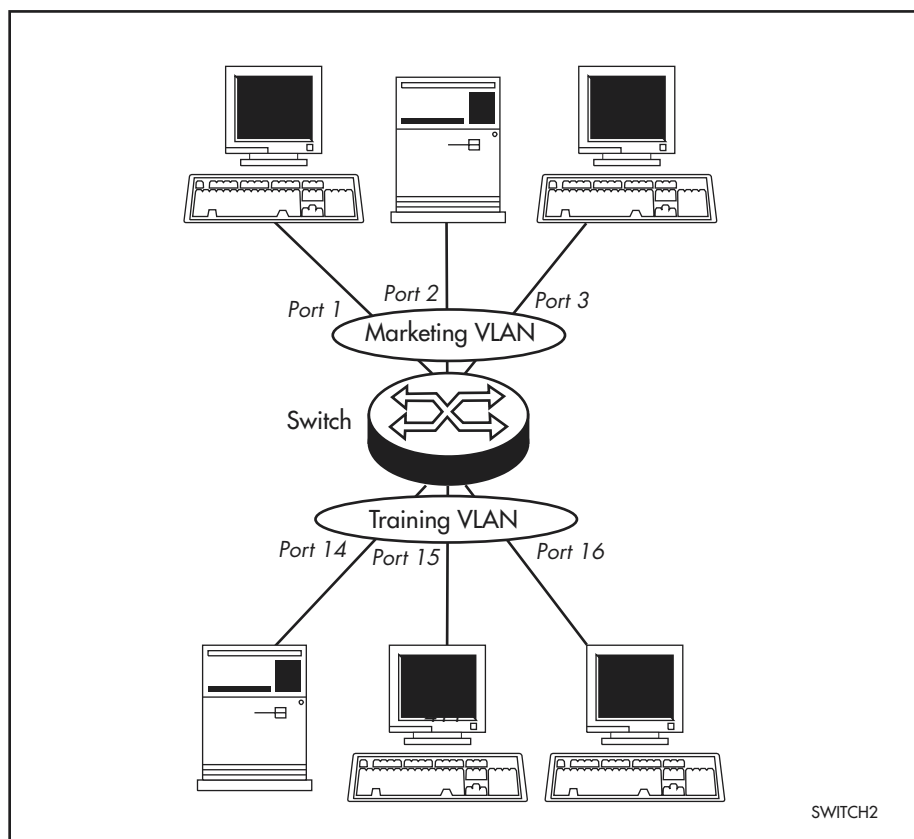 Port 1
Port 2
Port 3
Marketing VLAN
Switch
Training VLAN
Port 14
Port 15
Port 16
SWITCH2